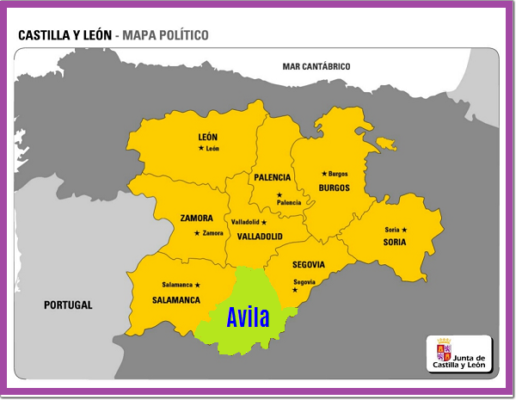 CASTILLA Y LEÓN - MAPA POLÍTICO
MAR CANTÁBRICO
LEÓN
León
PALENCIA
Palencia
Burgos
BURGOS
ZAMORA
Zamora
Valladolid
VALLADOLID
Soria
SORIA
SEGOVIA
Segovia
Salamanca
SALAMANCA
PORTUGAL
Avila
Junta de
Castilla y León